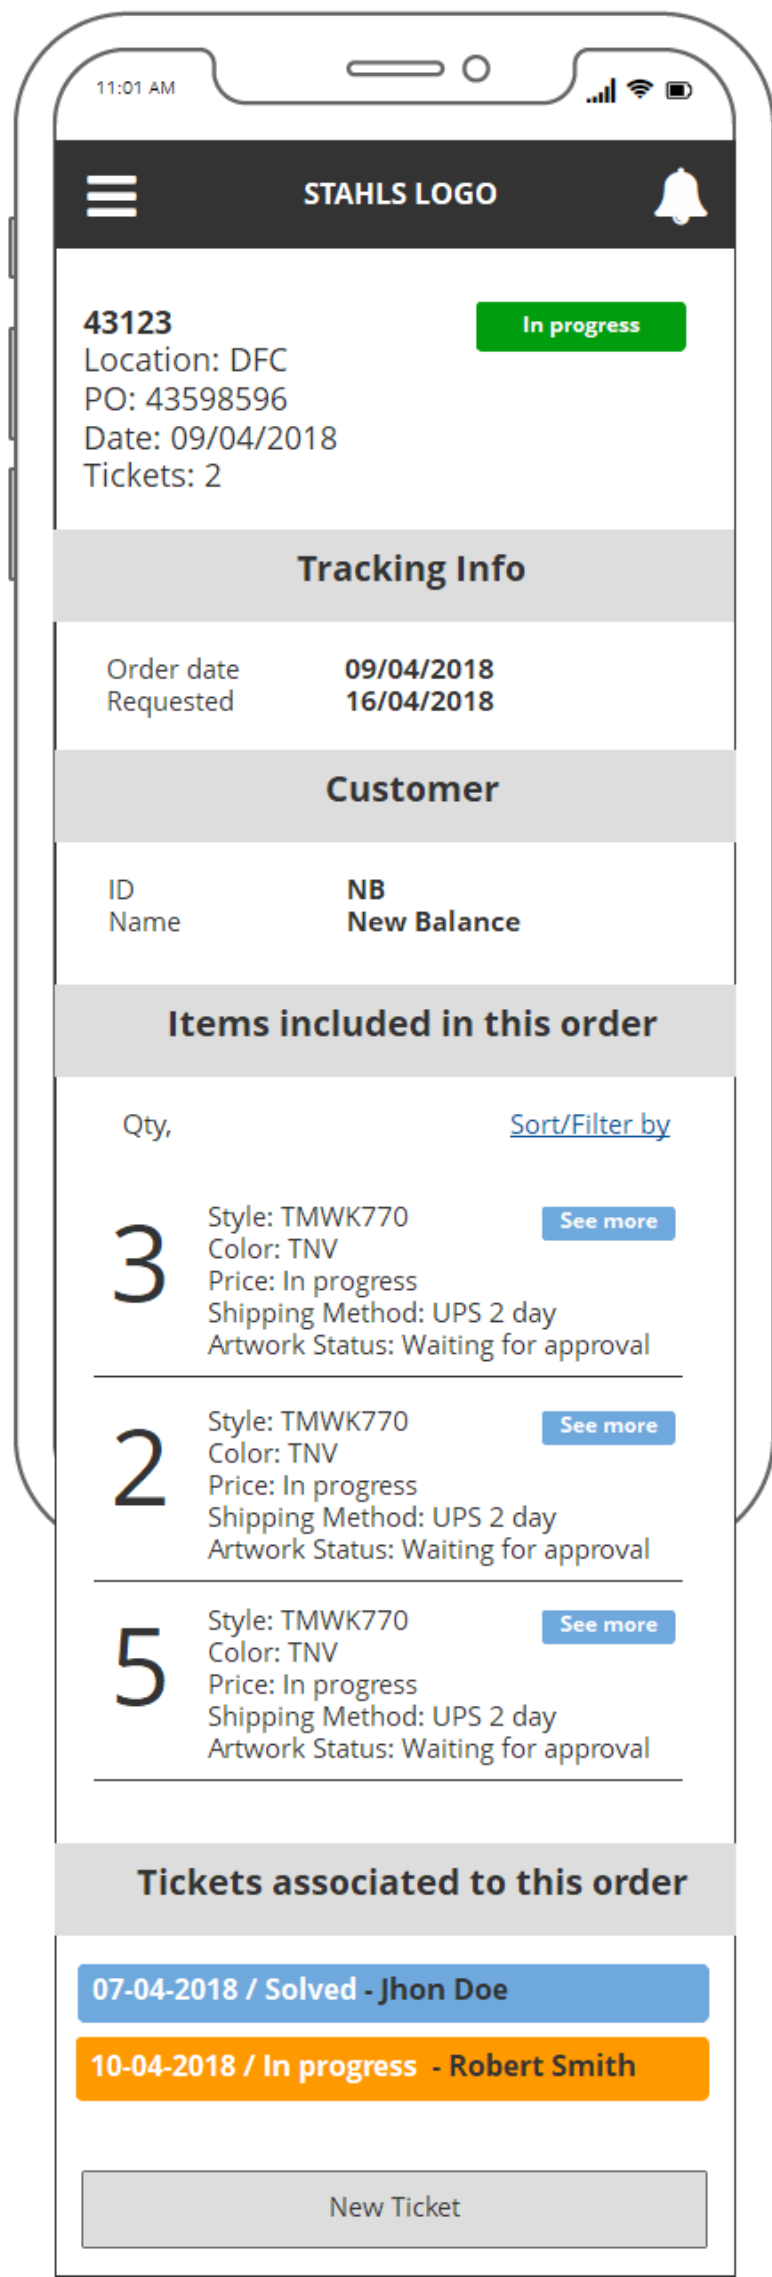 11:01 AM
STAHLS LOGO
43123
In progress
Location: DFC
PO: 43598596
Date: 09/04/2018
Tickets: 2
Tracking Info
Order date 09/04/2018
Requested 16/04/2018
Customer
ID NB
Name New Balance
Items included in this order
Qty, Sort/Filter by
3
Style: TMWK770 See more
Color: TNV
Price: In progress
Shipping Method: UPS 2 day
Artwork Status: Waiting for approval
2
Style: TMWK770 See more
Color: TNV
Price: In progress
Shipping Method: UPS 2 day
Artwork Status: Waiting for approval
5
Style: TMWK770 See more
Color: TNV
Price: In progress
Shipping Method: UPS 2 day
Artwork Status: Waiting for approval
Tickets associated to this order
07-04-2018 / Solved - Jhon Doe
10-04-2018 / In progress - Robert Smith
New Ticket